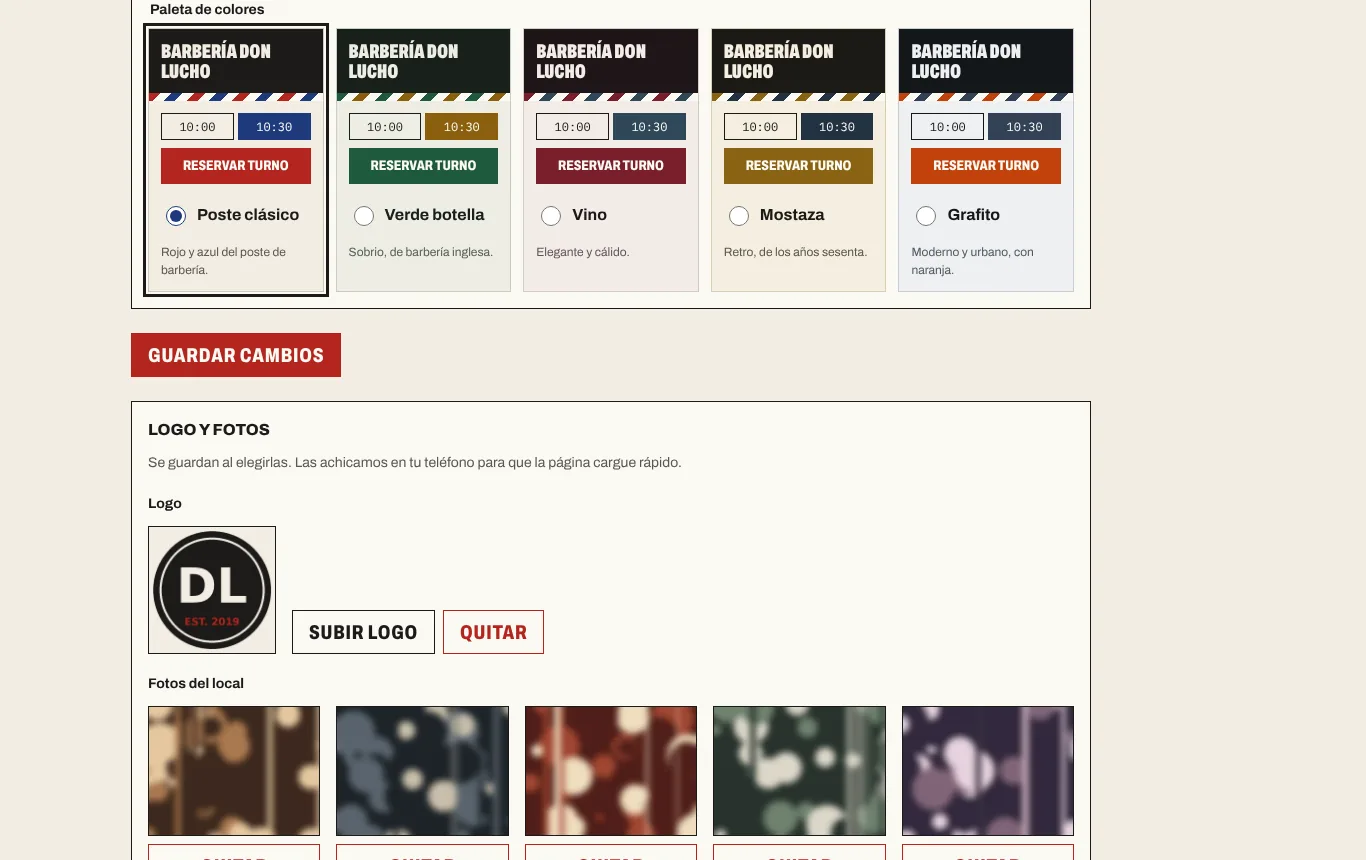 Paleta de colores
BARBERÍA DON
LUCHO
10:00 10:30
RESERVAR TURNO
Poste clásico
Rojo y azul del poste de
barbería.
BARBERÍA DON
LUCHO
10:00 10:30
RESERVAR TURNO
Verde botella
Sobrio, de barbería inglesa.
BARBERÍA DON
LUCHO
10:00 10:30
RESERVAR TURNO
Vino
Elegante y cálido.
BARBERÍA DON
LUCHO
10:00 10:30
RESERVAR TURNO
Mostaza
Retro, de los años sesenta.
BARBERÍA DON
LUCHO
10:00 10:30
RESERVAR TURNO
Grafito
Moderno y urbano, con
naranja.
GUARDAR CAMBIOS
LOGO Y FOTOS
Se guardan al elegirlas. Las achicamos en tu teléfono para que la página cargue rápido.
Logo
DL
EST. 2019
SUBIR LOGO
QUITAR
Fotos del local